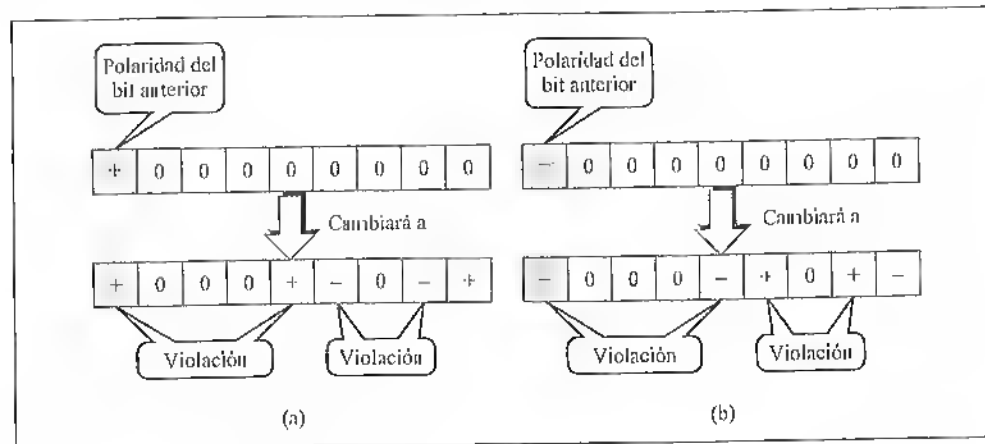 Polaridad del
bit anterior
+ 0 0 0 0 0 0 0 0
Cambiará a
+ 0 0 0 + − 0 − +
Violación
Violación
(a)
Polaridad del
bit anterior
− 0 0 0 0 0 0 0 0
Cambiará a
− 0 0 0 − + 0 + −
Violación
Violación
(b)